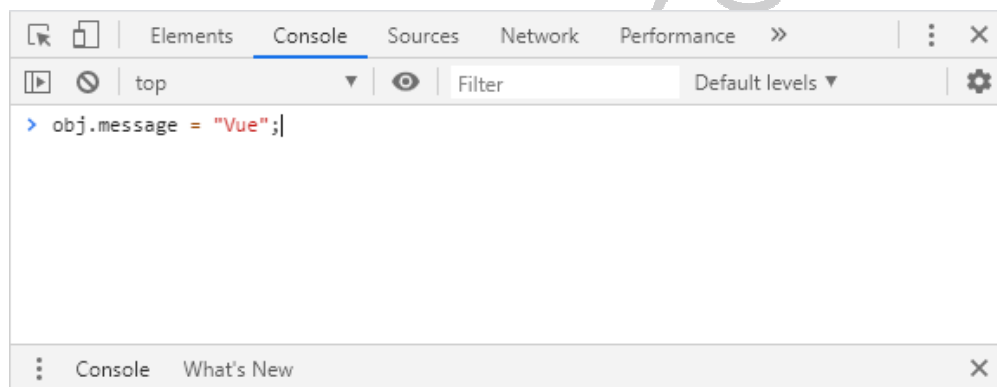 Elements Console Sources Network Performance »
top Filter Default levels
> obj.message = "Vue";
Console What's New